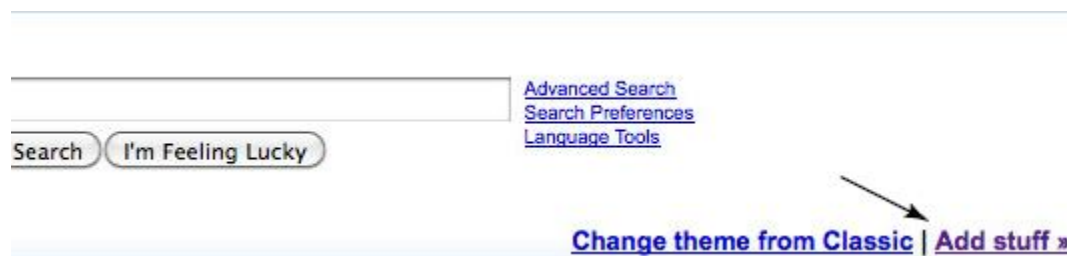 Advanced Search
Search Preferences
Language Tools
Search I'm Feeling Lucky
Change theme from Classic | Add stuff »